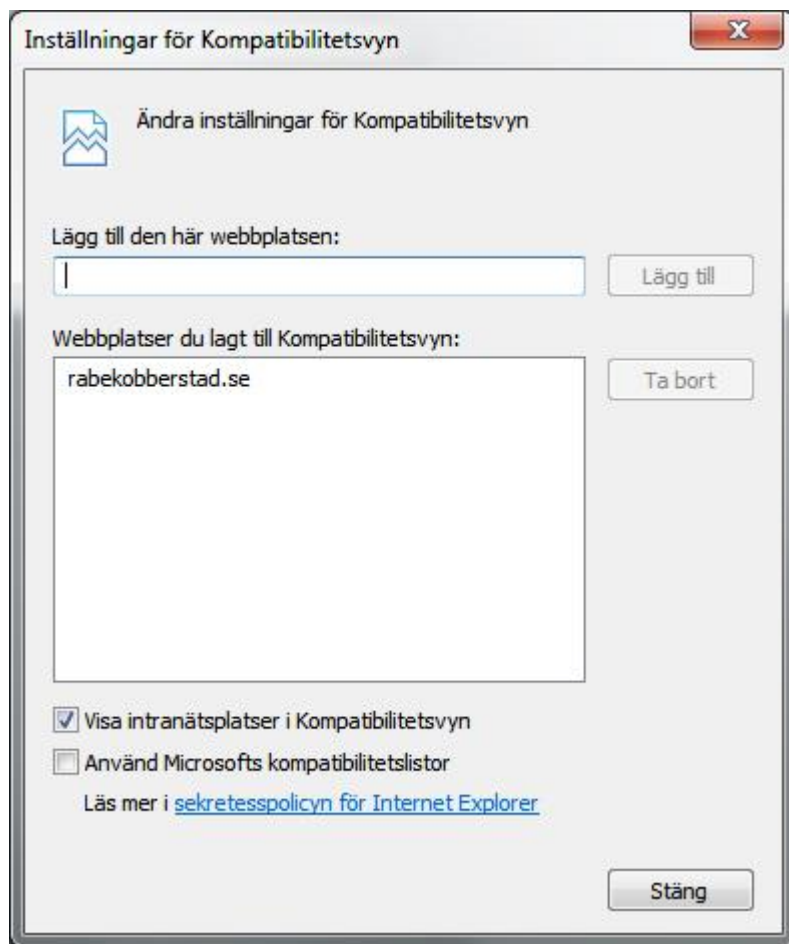 Inställningar för Kompatibilitetsvyn
Ändra inställningar för Kompatibilitetsvyn
Lägg till den här webbplatsen:
Lägg till
Webbplatser du lagt till Kompatibilitetsvyn:
rabekobberstad.se
Ta bort
Visa intranätsplatser i Kompatibilitetsvyn
Använd Microsofts kompatibilitetslistor
Läs mer i sekretesspolicyn för Internet Explorer
Stäng